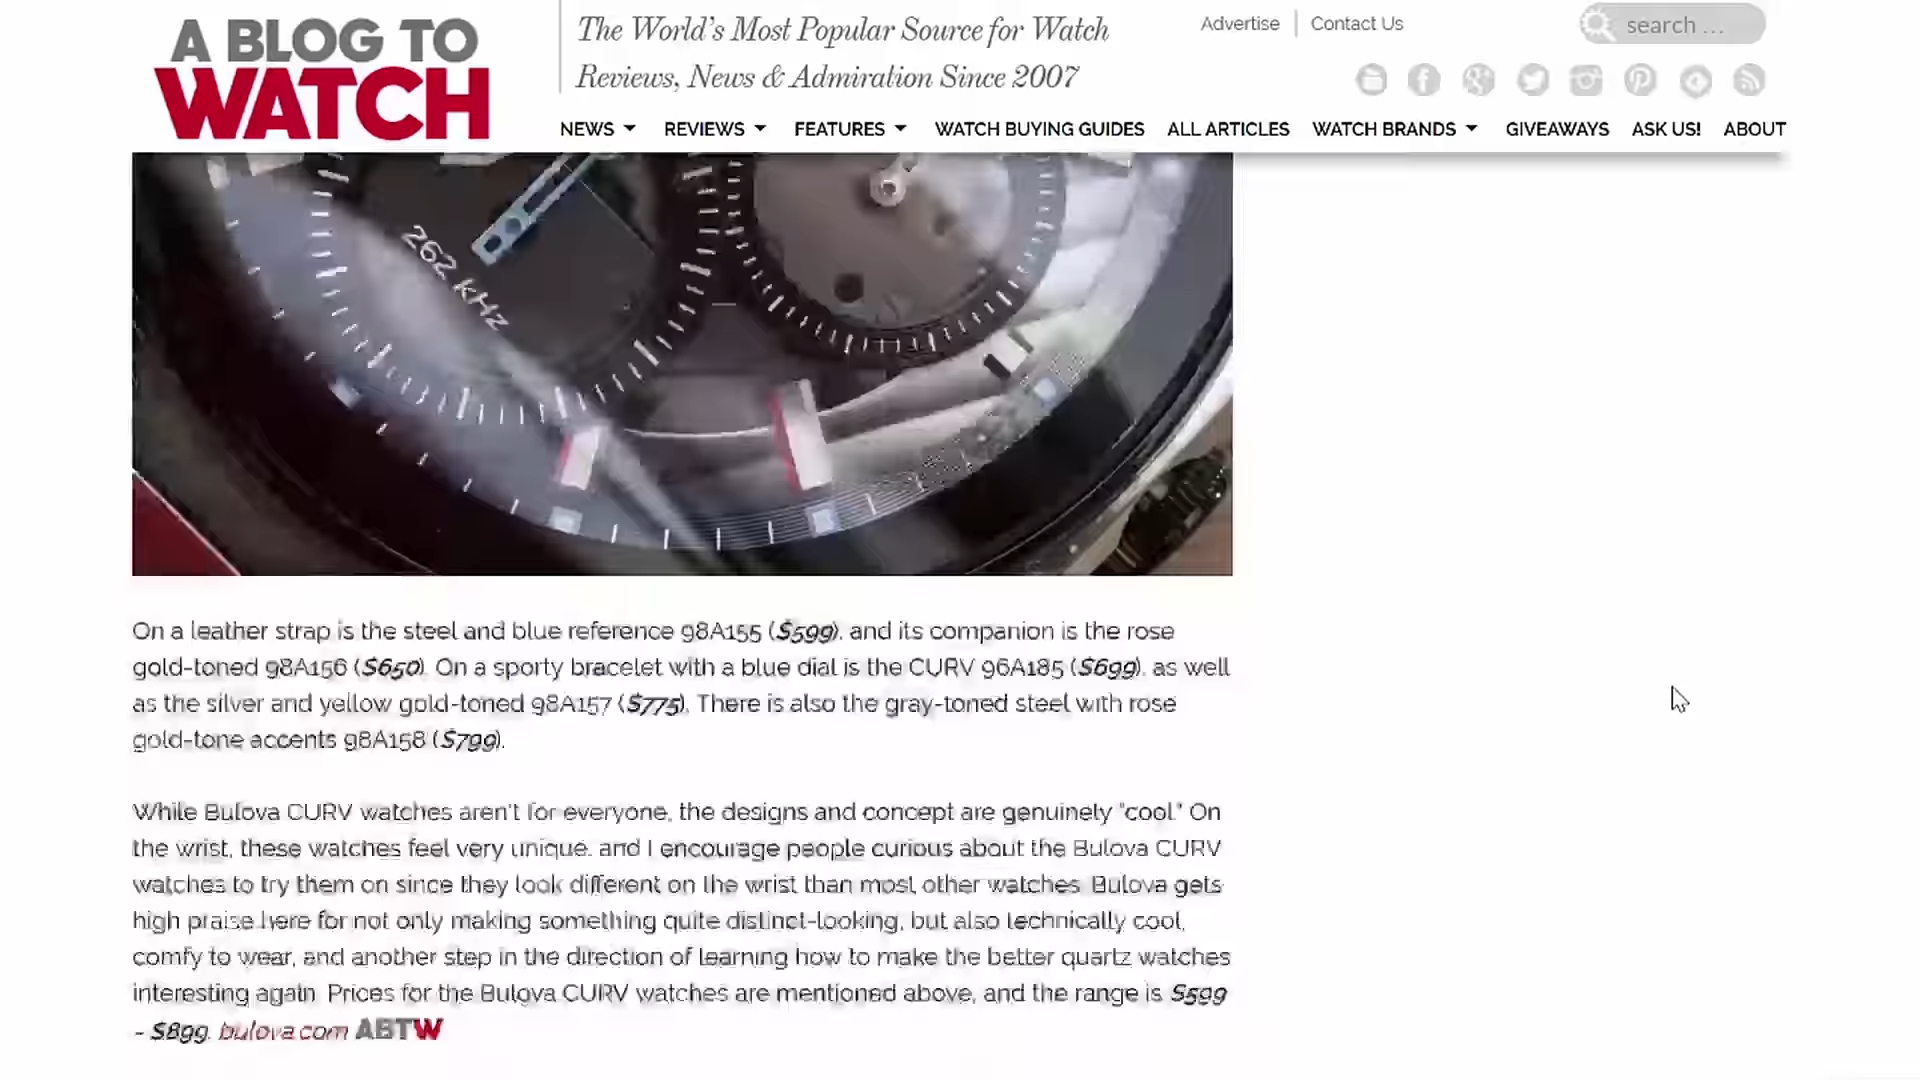 A BLOG TO
WATCH
The World's Most Popular Source for Watch
Reviews, News & Admiration Since 2007
Advertise
Contact Us
search ...
NEWS
REVIEWS
FEATURES
WATCH BUYING GUIDES
ALL ARTICLES
WATCH BRANDS
GIVEAWAYS
ASK US!
ABOUT
262 kHz
On a leather strap is the steel and blue reference 98A155 ($599), and its companion is the rose
gold-toned 98A156 ($650). On a sporty bracelet with a blue dial is the CURV 96A185 ($699), as well
as the silver and yellow gold-toned 98A157 ($775). There is also the gray-toned steel with rose
gold-tone accents 98A158 ($799).
While Bulova CURV watches aren't for everyone, the designs and concept are genuinely "cool." On
the wrist, these watches feel very unique, and I encourage people curious about the Bulova CURV
watches to try them on since they look different on the wrist than most other watches. Bulova gets
high praise here for not only making something quite distinct-looking, but also technically cool,
comfy to wear, and another step in the direction of learning how to make the better quartz watches
interesting again. Prices for the Bulova CURV watches are mentioned above, and the range is $599
- $899. bulova.com ABTW